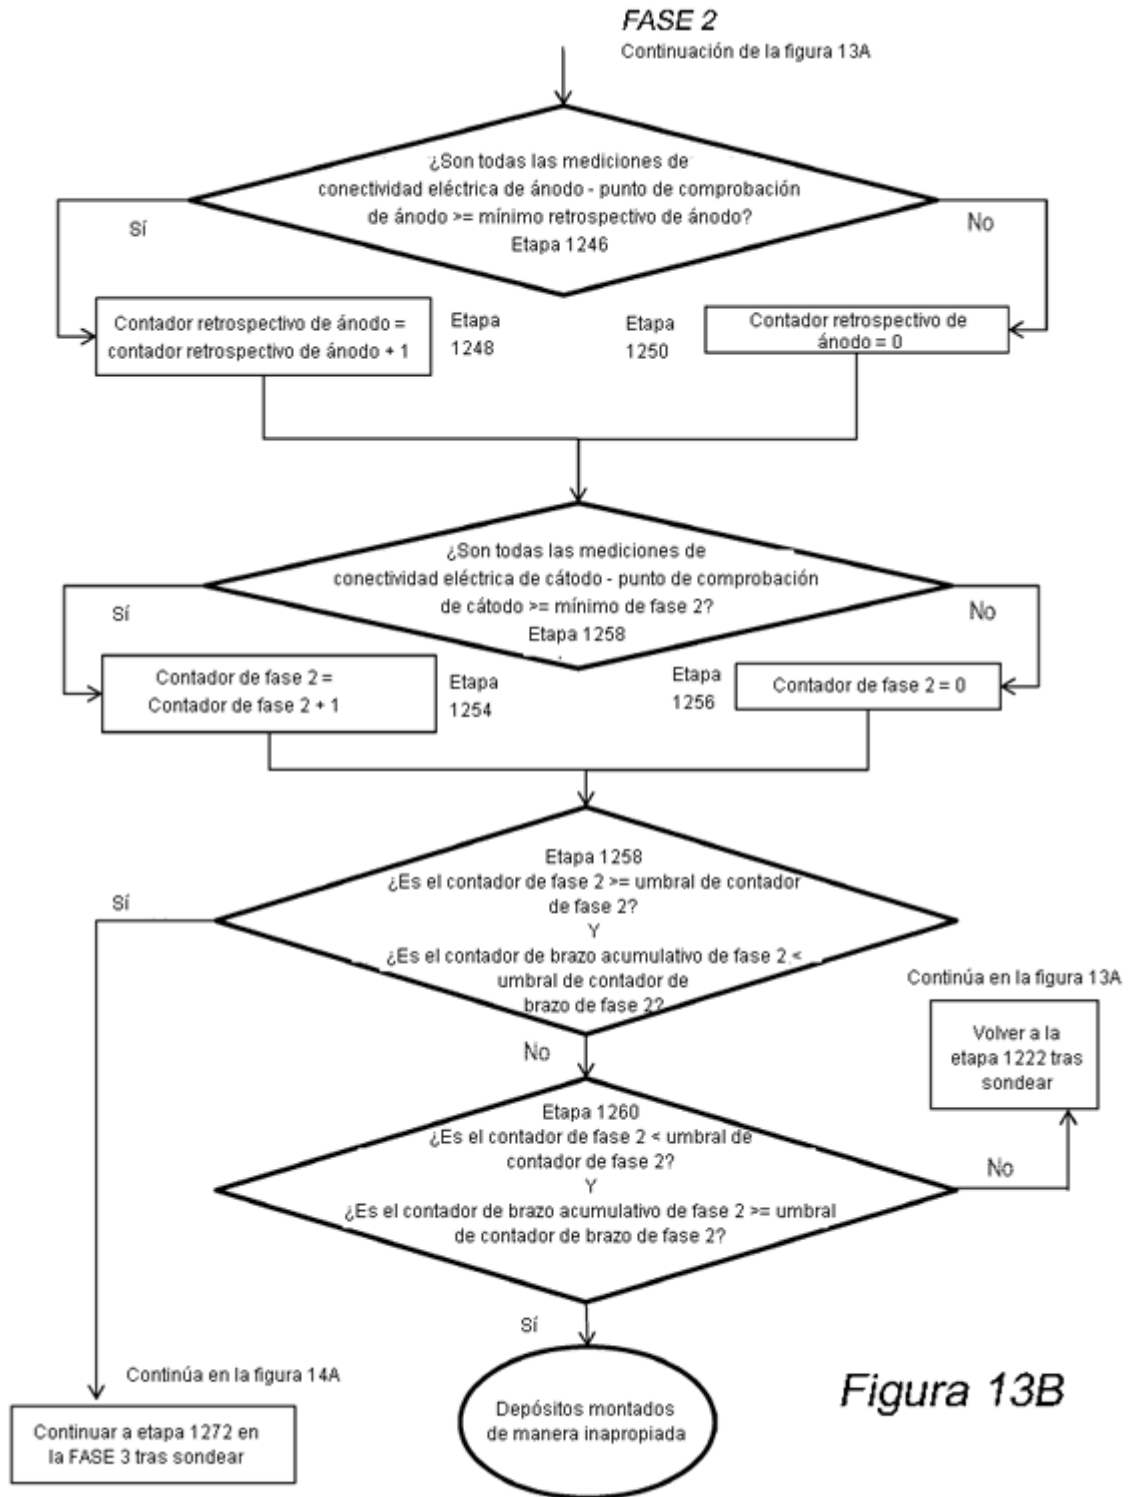 FASE 2
Continuación de la figura 13A
¿Son todas las mediciones de
conectividad eléctrica de ánodo - punto de comprobación
de ánodo >= mínimo retrospectivo de ánodo?
Etapa 1246
Sí
No
Contador retrospectivo de ánodo =
contador retrospectivo de ánodo + 1
Etapa
1248
Etapa
1250
Contador retrospectivo de
ánodo = 0
¿Son todas las mediciones de
conectividad eléctrica de cátodo - punto de comprobación
de cátodo >= mínimo de fase 2?
Etapa 1258
Sí
No
Contador de fase 2 =
Contador de fase 2 + 1
Etapa
1254
Etapa
1256
Contador de fase 2 = 0
Etapa 1258
¿Es el contador de fase 2 >= umbral de contador
de fase 2?
Y
¿Es el contador de brazo acumulativo de fase 2 <
umbral de contador de
brazo de fase 2?
Sí
No
Continúa en la figura 13A
Volver a la
etapa 1222 tras
sondear
Etapa 1260
¿Es el contador de fase 2 < umbral de
contador de fase 2?
Y
¿Es el contador de brazo acumulativo de fase 2 >= umbral
de contador de brazo de fase 2?
No
Sí
Continúa en la figura 14A
Continuar a etapa 1272 en
la FASE 3 tras sondear
Depósitos montados
de manera inapropiada
Figura 13B